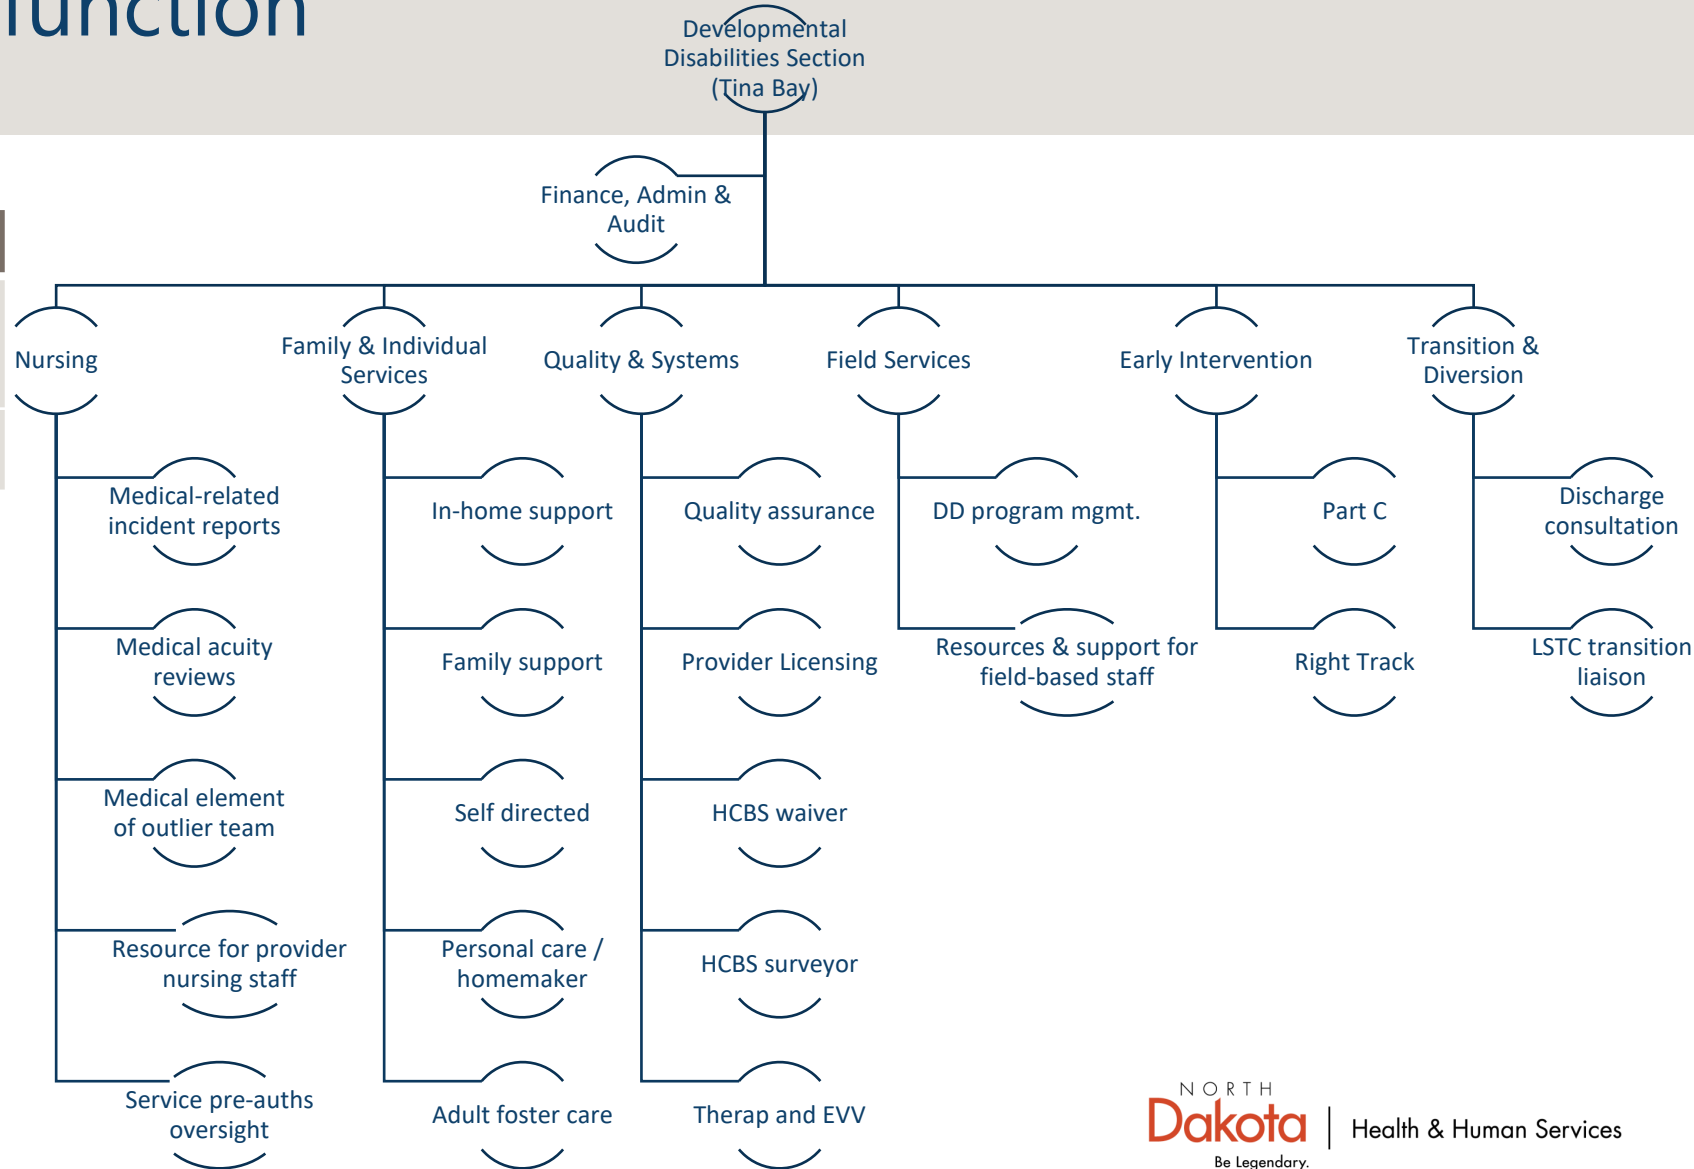 function
Developmental
Disabilities Section
(Tina Bay)
Finance, Admin &
Audit
Nursing
Family & Individual
Services
Quality & Systems
Field Services
Early Intervention
Transition &
Diversion
Medical-related
incident reports
In-home support
Quality assurance
DD program mgmt.
Part C
Discharge
consultation
Medical acuity
reviews
Family support
Provider Licensing
Resources & support for
field-based staff
Right Track
LSTC transition
liaison
Medical element
of outlier team
Self directed
HCBS waiver
Resource for provider
nursing staff
Personal care /
homemaker
HCBS surveyor
Service pre-auths
oversight
Adult foster care
Therap and EVV
NORTH
Dakota
Be Legendary.
Health & Human Services